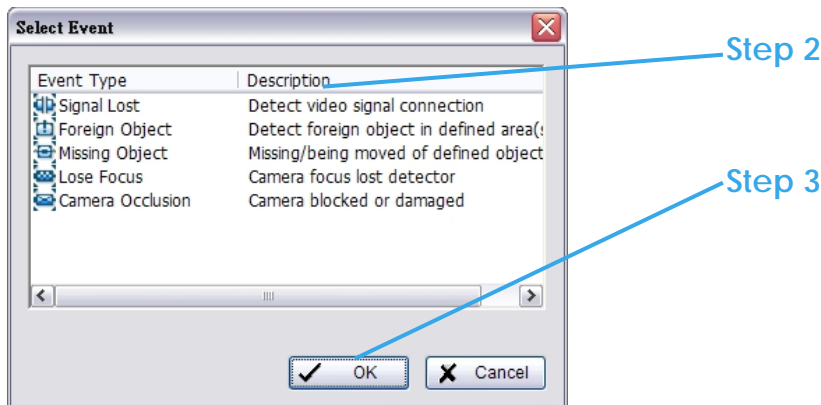 Select Event
Step 2
Event Type Description
Signal Lost Detect video signal connection
Foreign Object Detect foreign object in defined area(s
Missing Object Missing/being moved of defined object
Lose Focus Camera focus lost detector
Camera Occlusion Camera blocked or damaged
Step 3
OK Cancel